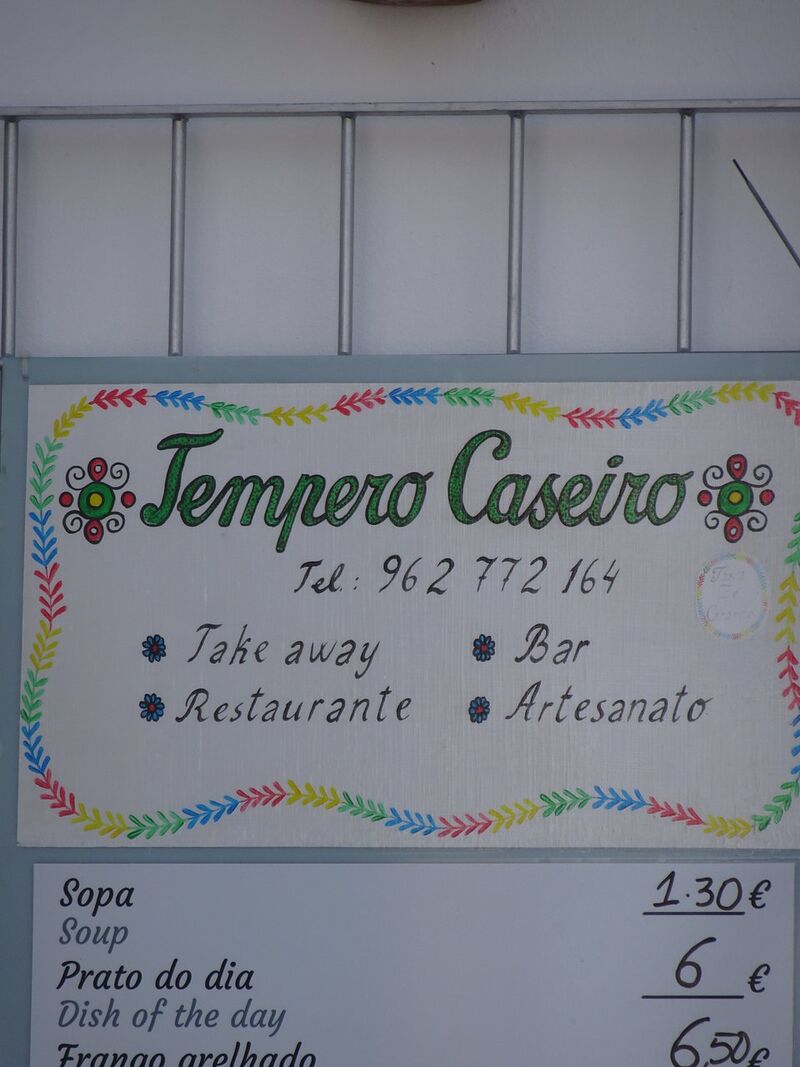 Tempero Caseiro
Tel.: 962 772 164
Take away
Bar
Restaurante
Artesanato
Sopa 1.30 €
Soup
Prato do dia 6 €
Dish of the day
Frango grelhado 6,50 €